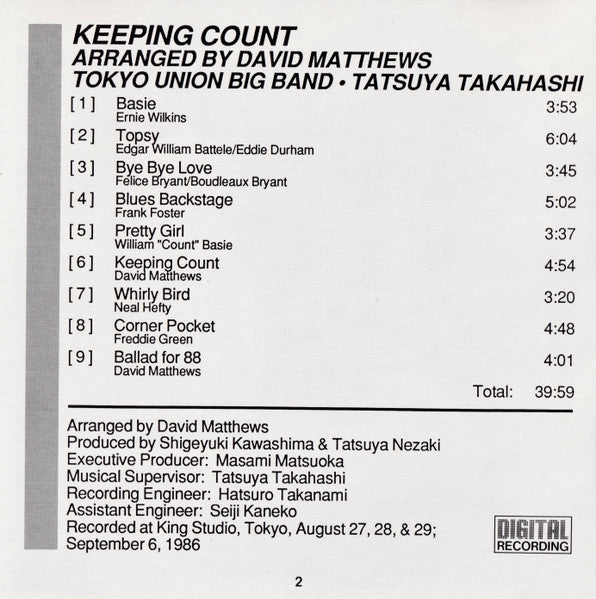 KEEPING COUNT
ARRANGED BY DAVID MATTHEWS
TOKYO UNION BIG BAND • TATSUYA TAKAHASHI
[1] Basie 3:53
Ernie Wilkins
[2] Topsy 6:04
Edgar William Battele/Eddie Durham
[3] Bye Bye Love 3:45
Felice Bryant/Boudleaux Bryant
[4] Blues Backstage 5:02
Frank Foster
[5] Pretty Girl 3:37
William "Count" Basie
[6] Keeping Count 4:54
David Matthews
[7] Whirly Bird 3:20
Neal Hefty
[8] Corner Pocket 4:48
Freddie Green
[9] Ballad for 88 4:01
David Matthews
Total: 39:59
Arranged by David Matthews
Produced by Shigeyuki Kawashima & Tatsuya Nezaki
Executive Producer: Masami Matsuoka
Musical Supervisor: Tatsuya Takahashi
Recording Engineer: Hatsuro Takanami
Assistant Engineer: Seiji Kaneko
Recorded at King Studio, Tokyo, August 27, 28, & 29;
September 6, 1986
DIGITAL
RECORDING
2